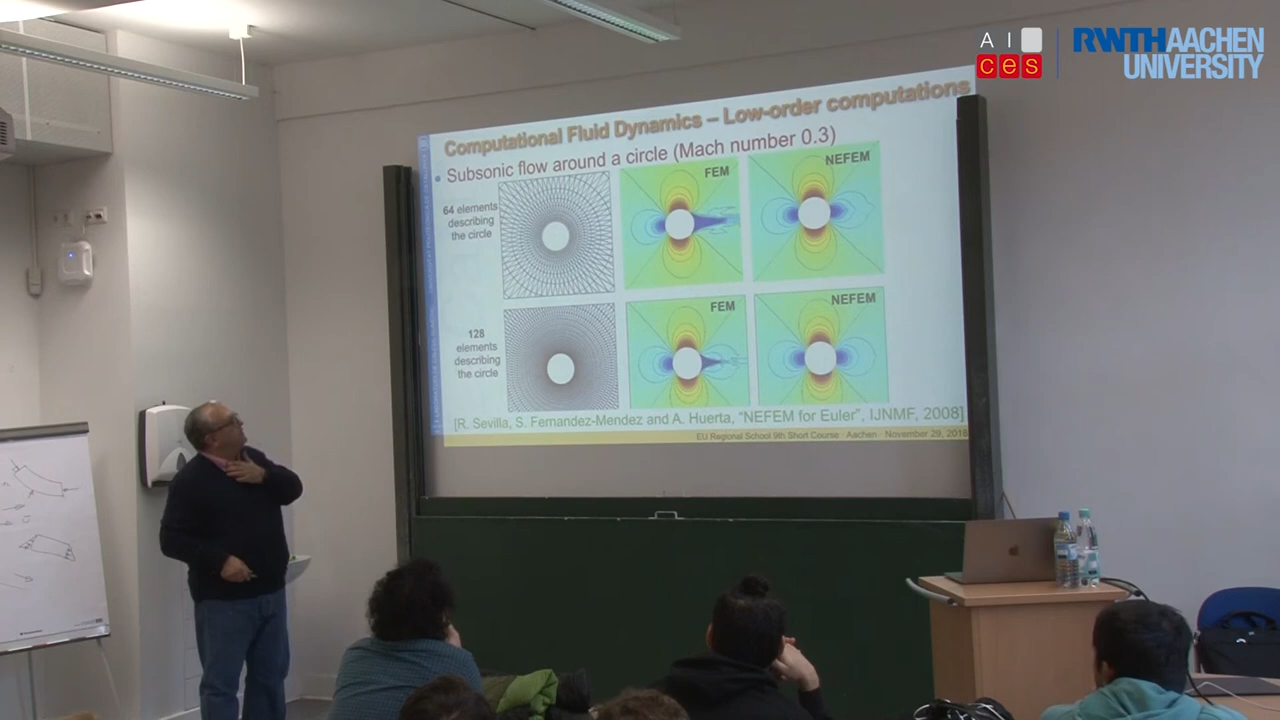 AI
ces
RWTHAACHEN
UNIVERSITY
Computational Fluid Dynamics – Low-order computations
• Subsonic flow around a circle (Mach number 0.3)
64 elements
describing
the circle
FEM
NEFEM
128
elements
describing
the circle
FEM
NEFEM
[R. Sevilla, S. Fernandez-Mendez and A. Huerta, “NEFEM for Euler”, IJNMF, 2008]
EU Regional School 9th Short Course · Aachen · November 29, 2018